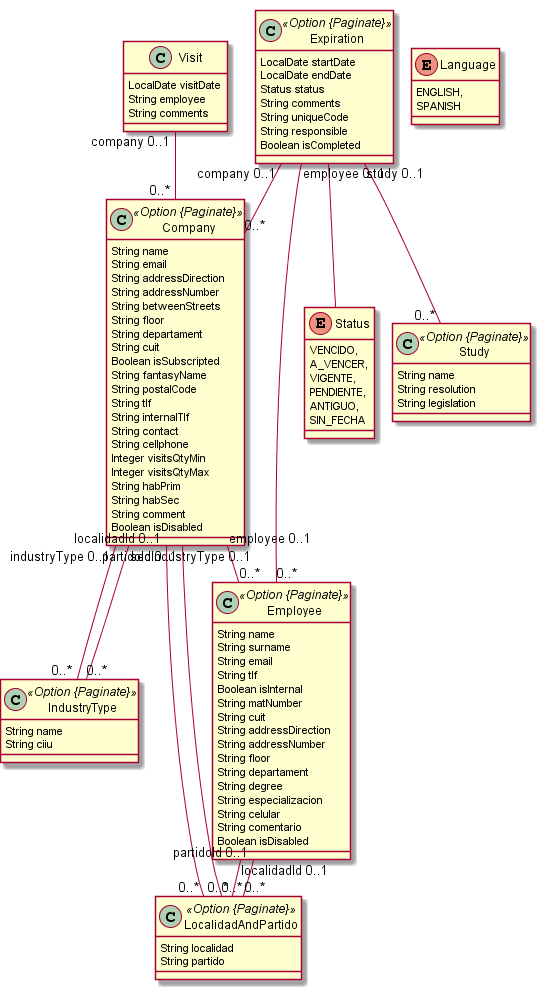 C Visit
LocalDate visitDate
String employee
String comments
C «Option {Paginate}»
Expiration
LocalDate startDate
LocalDate endDate
Status status
String comments
String uniqueCode
String responsible
Boolean isCompleted
E Language
ENGLISH,
SPANISH
company 0..1
0..*
company 0..1
0..*
employee 0..1
study 0..1
C «Option {Paginate}»
Company
String name
String email
String addressDirection
String addressNumber
String betweenStreets
String floor
String departament
String cuit
Boolean isSubscripted
String fantasyName
String postalCode
String tlf
String internalTlf
String contact
String cellphone
Integer visitsQtyMin
Integer visitsQtyMax
String habPrim
String habSec
String comment
Boolean isDisabled
E Status
VENCIDO,
A_VENCER,
VIGENTE,
PENDIENTE,
ANTIGUO,
SIN_FECHA
0..*
C «Option {Paginate}»
Study
String name
String resolution
String legislation
localidadId 0..1
employee 0..1
industryType 0..1
partidoId 0..1
secIndustryType 0..1
0..*
0..*
C «Option {Paginate}»
Employee
String name
String surname
String email
String tlf
Boolean isInternal
String matNumber
String cuit
String addressDirection
String addressNumber
String floor
String departament
String degree
String especializacion
String celular
String comentario
Boolean isDisabled
0..*
0..*
C «Option {Paginate}»
IndustryType
String name
String ciiu
partidoId 0..1
localidadId 0..1
0..*
0..*
0..*
0..*
C «Option {Paginate}»
LocalidadAndPartido
String localidad
String partido